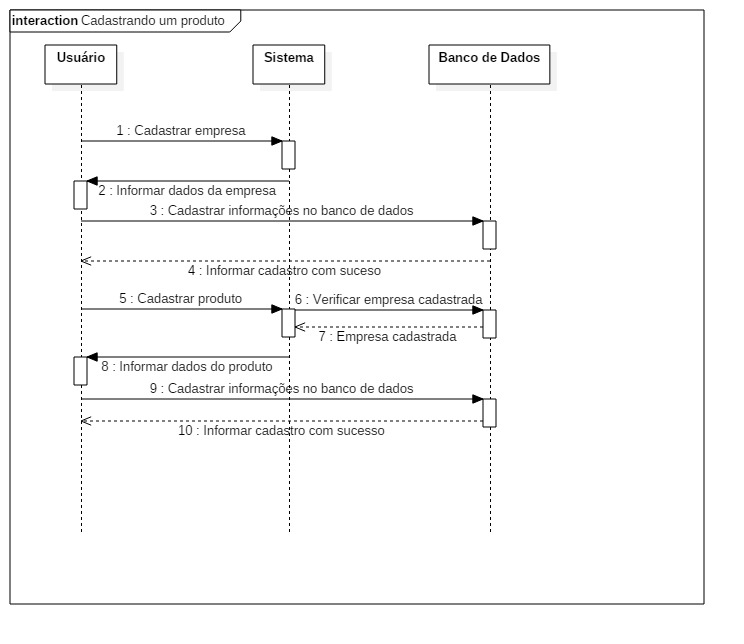 interaction Cadastrando um produto
Usuário
Sistema
Banco de Dados
1 : Cadastrar empresa
2 : Informar dados da empresa
3 : Cadastrar informações no banco de dados
4 : Informar cadastro com suceso
5 : Cadastrar produto
6 : Verificar empresa cadastrada
7 : Empresa cadastrada
8 : Informar dados do produto
9 : Cadastrar informações no banco de dados
10 : Informar cadastro com sucesso